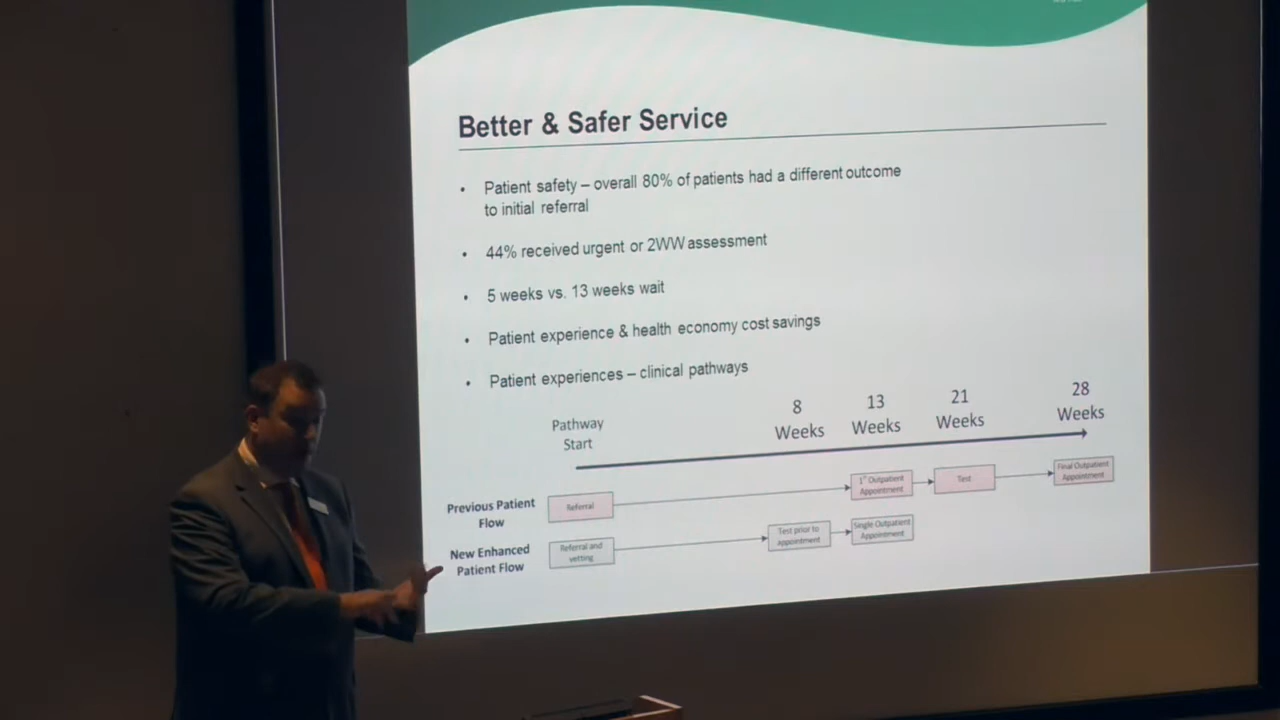 Better & Safer Service
• Patient safety – overall 80% of patients had a different outcome
to initial referral
• 44% received urgent or 2WW assessment
• 5 weeks vs. 13 weeks wait
• Patient experience & health economy cost savings
• Patient experiences – clinical pathways
Pathway
Start
8
Weeks
13
Weeks
21
Weeks
28
Weeks
Previous Patient
Flow
Referral
1st Outpatient
Appointment
Test
Final Outpatient
Appointment
New Enhanced
Patient Flow
Referral and
vetting
Test prior to
appointment
Single Outpatient
Appointment